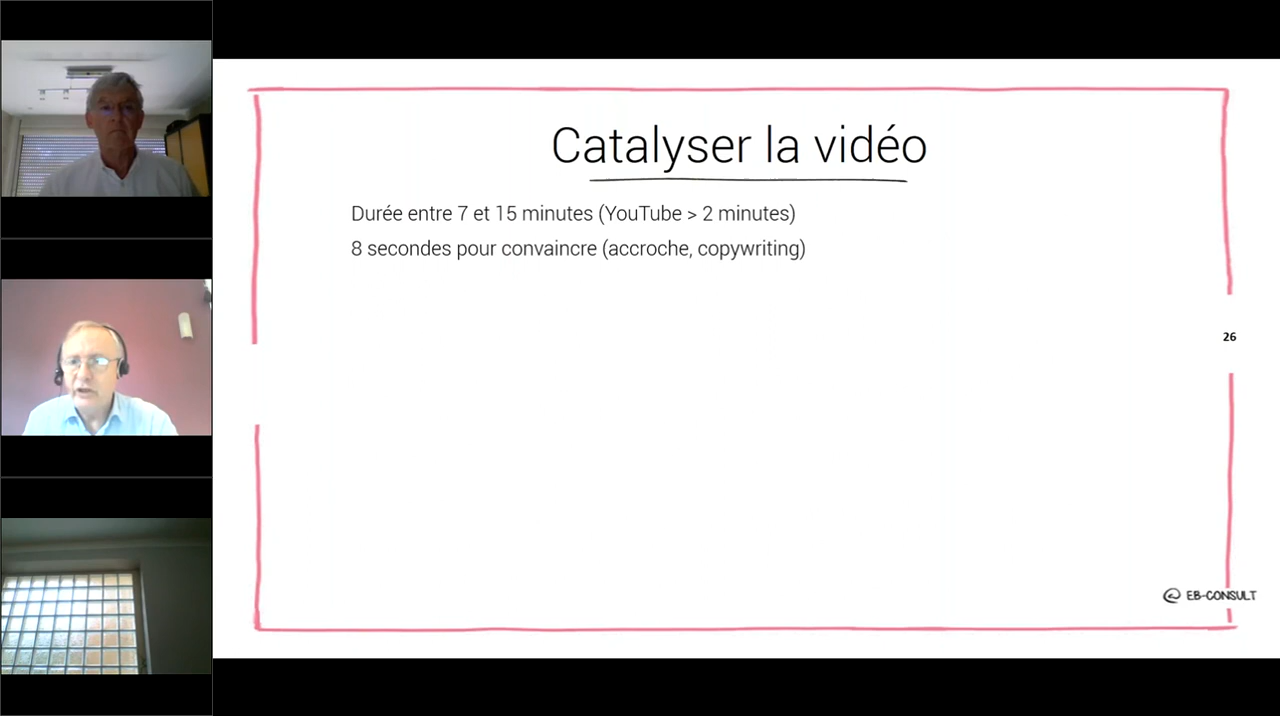 Catalyser la vidéo
Durée entre 7 et 15 minutes (YouTube > 2 minutes)
8 secondes pour convaincre (accroche, copywriting)
26
@ EB-CONSULT